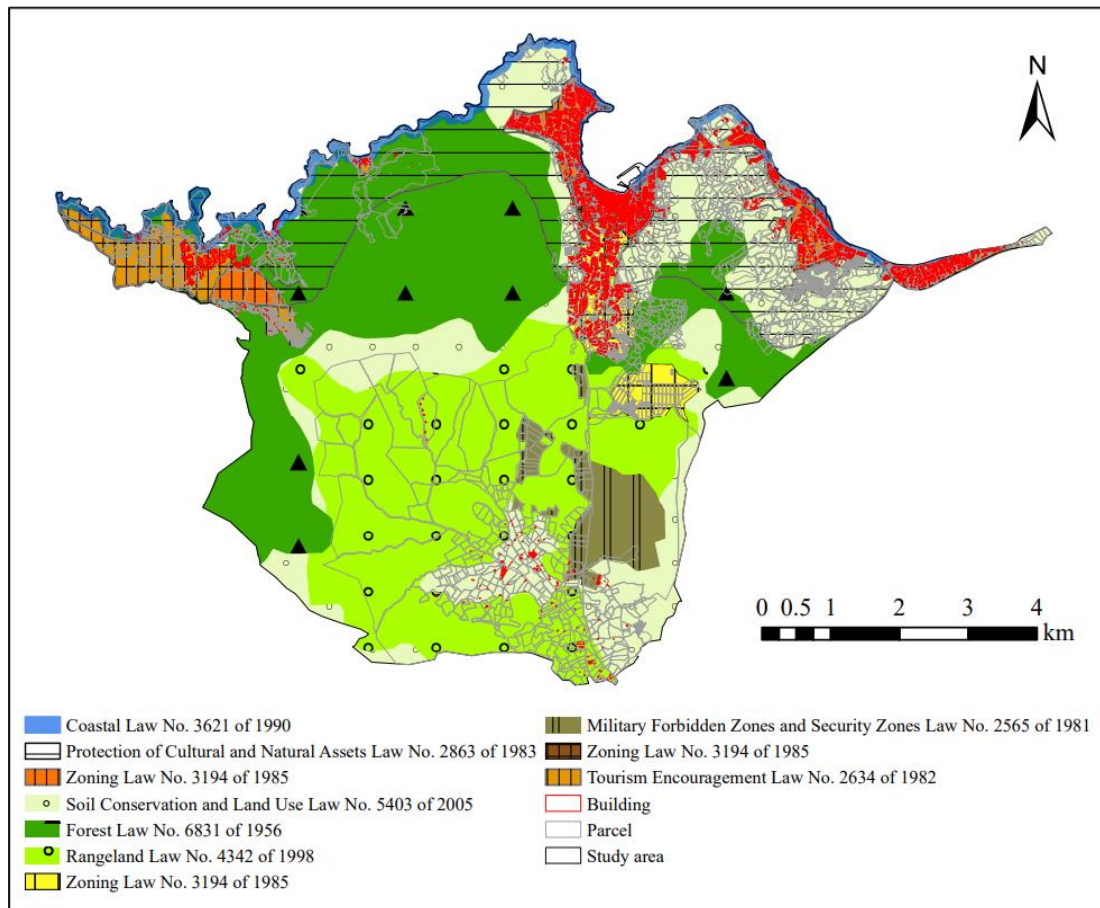 N
0 0.5 1 2 3 4
km
Coastal Law No. 3621 of 1990
Protection of Cultural and Natural Assets Law No. 2863 of 1983
Zoning Law No. 3194 of 1985
Soil Conservation and Land Use Law No. 5403 of 2005
Forest Law No. 6831 of 1956
Rangeland Law No. 4342 of 1998
Zoning Law No. 3194 of 1985
Military Forbidden Zones and Security Zones Law No. 2565 of 1981
Zoning Law No. 3194 of 1985
Tourism Encouragement Law No. 2634 of 1982
Building
Parcel
Study area